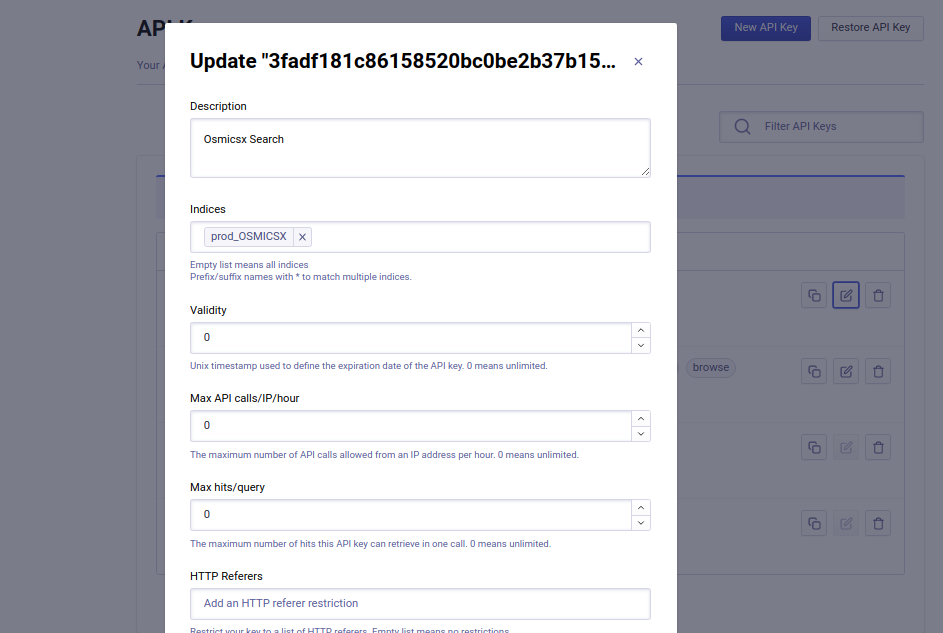 API K
New API Key
Restore API Key
Your A
Filter API Keys
Update "3fadf181c86158520bc0be2b37b15...
Description
Osmicsx Search
Indices
prod_OSMICSX
Empty list means all indices
Prefix/suffix names with * to match multiple indices.
Validity
0
Unix timestamp used to define the expiration date of the API key. 0 means unlimited.
browse
Max API calls/IP/hour
0
The maximum number of API calls allowed from an IP address per hour. 0 means unlimited.
Max hits/query
0
The maximum number of hits this API key can retrieve in one call. 0 means unlimited.
HTTP Referers
Add an HTTP referer restriction
Restrict your key to a list of HTTP referers. Empty list means no restrictions.